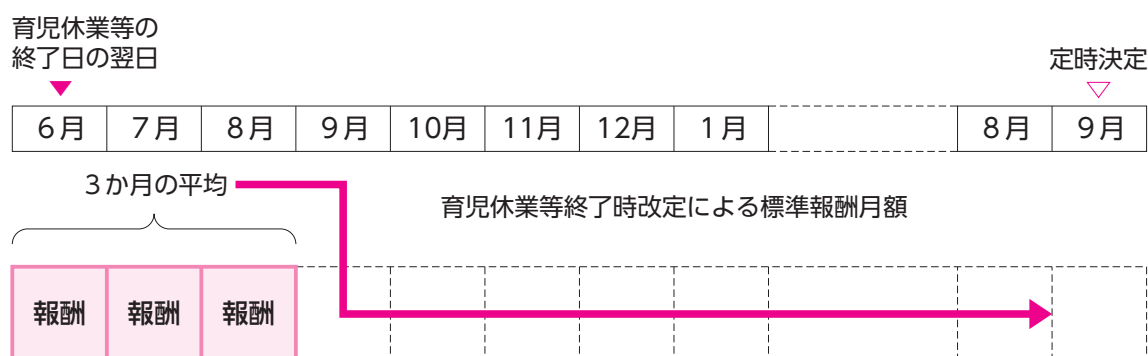 育児休業等の
終了日の翌日
定時決定
6月 7月 8月 9月 10月 11月 12月 1月 8月 9月
3か月の平均
育児休業等終了時改定による標準報酬月額
報酬 報酬 報酬